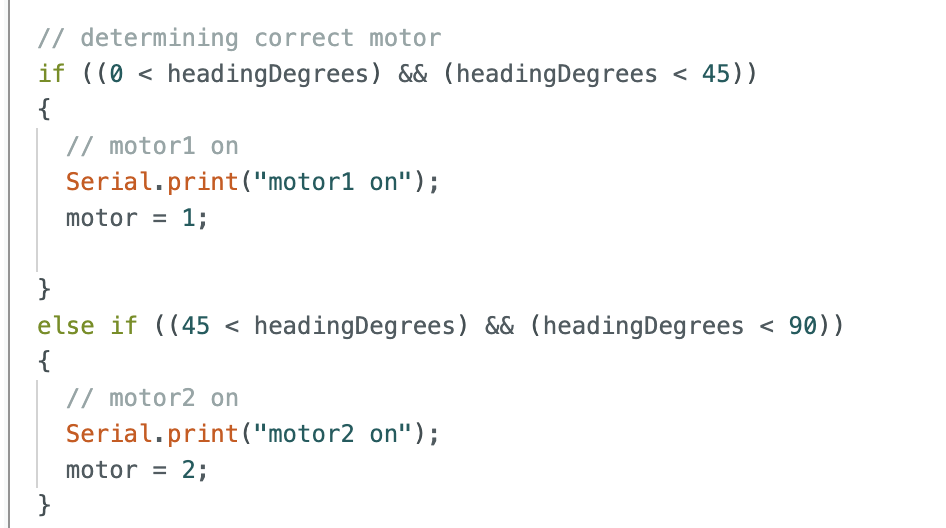 // determining correct motor
if ((0 < headingDegrees) && (headingDegrees < 45))
{
  // motor1 on
  Serial.print("motor1 on");
  motor = 1;

}
else if ((45 < headingDegrees) && (headingDegrees < 90))
{
  // motor2 on
  Serial.print("motor2 on");
  motor = 2;
}